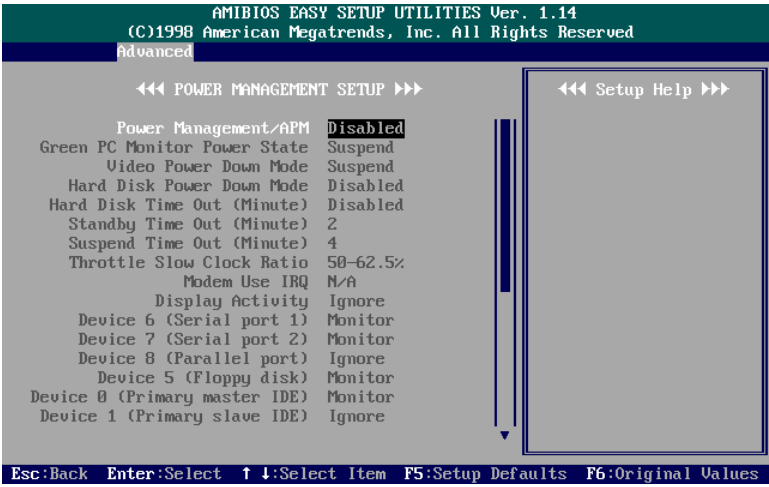 AMIBIOS EASY SETUP UTILITIES Ver. 1.14
(C)1998 American Megatrends, Inc. All Rights Reserved
Advanced
POWER MANAGEMENT SETUP
Setup Help
Power Management/APM Disabled
Green PC Monitor Power State Suspend
Video Power Down Mode Suspend
Hard Disk Power Down Mode Disabled
Hard Disk Time Out (Minute) Disabled
Standby Time Out (Minute) 2
Suspend Time Out (Minute) 4
Throttle Slow Clock Ratio 50-62.5%
Modem Use IRQ N/A
Display Activity Ignore
Device 6 (Serial port 1) Monitor
Device 7 (Serial port 2) Monitor
Device 8 (Parallel port) Ignore
Device 5 (Floppy disk) Monitor
Device 0 (Primary master IDE) Monitor
Device 1 (Primary slave IDE) Ignore
Esc:Back Enter:Select ↑ ↓:Select Item F5:Setup Defaults F6:Original Values